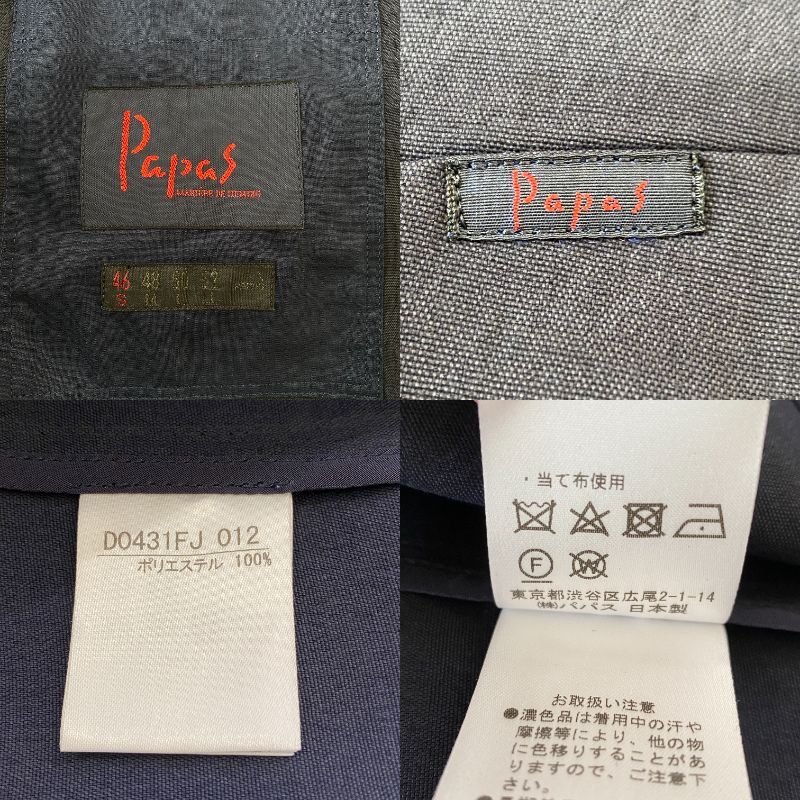 Papas
46 48 50 52
S M L
Papas
D0431FJ 012
ポリエステル 100%
・当て布使用
F W
東京都渋谷区広尾2-1-14
㈱パパス 日本製
お取扱い注意
●濃色品は着用中の汗や
摩擦等により、他の物
に色移りすることがあ
りますので、ご注意下
さい。